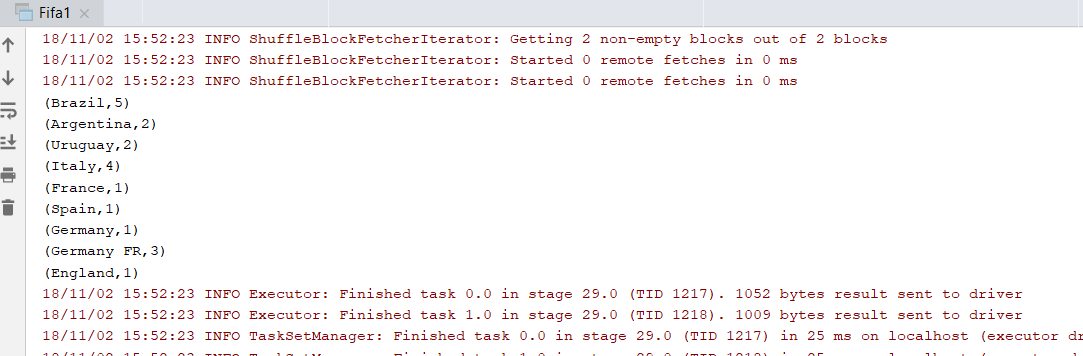 Fifa1
18/11/02 15:52:23 INFO ShuffleBlockFetcherIterator: Getting 2 non-empty blocks out of 2 blocks
18/11/02 15:52:23 INFO ShuffleBlockFetcherIterator: Started 0 remote fetches in 0 ms
18/11/02 15:52:23 INFO ShuffleBlockFetcherIterator: Started 0 remote fetches in 0 ms
(Brazil,5)
(Argentina,2)
(Uruguay,2)
(Italy,4)
(France,1)
(Spain,1)
(Germany,1)
(Germany FR,3)
(England,1)
18/11/02 15:52:23 INFO Executor: Finished task 0.0 in stage 29.0 (TID 1217). 1052 bytes result sent to driver
18/11/02 15:52:23 INFO Executor: Finished task 1.0 in stage 29.0 (TID 1218). 1009 bytes result sent to driver
18/11/02 15:52:23 INFO TaskSetManager: Finished task 0.0 in stage 29.0 (TID 1217) in 25 ms on localhost (executor dr